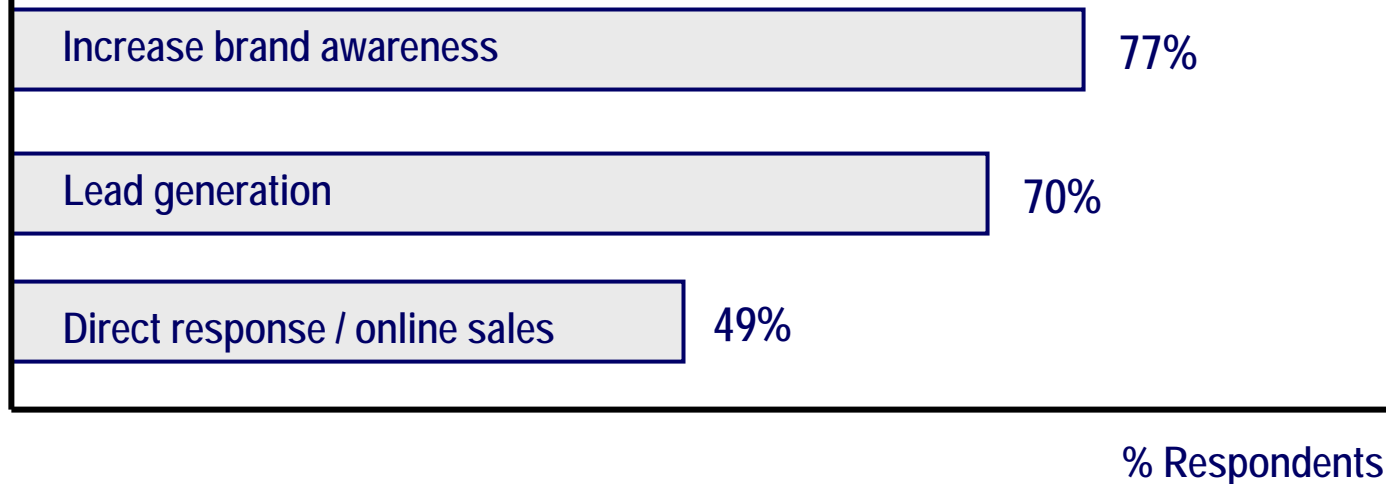 Increase brand awareness 77%
Lead generation 70%
Direct response / online sales 49%
% Respondents